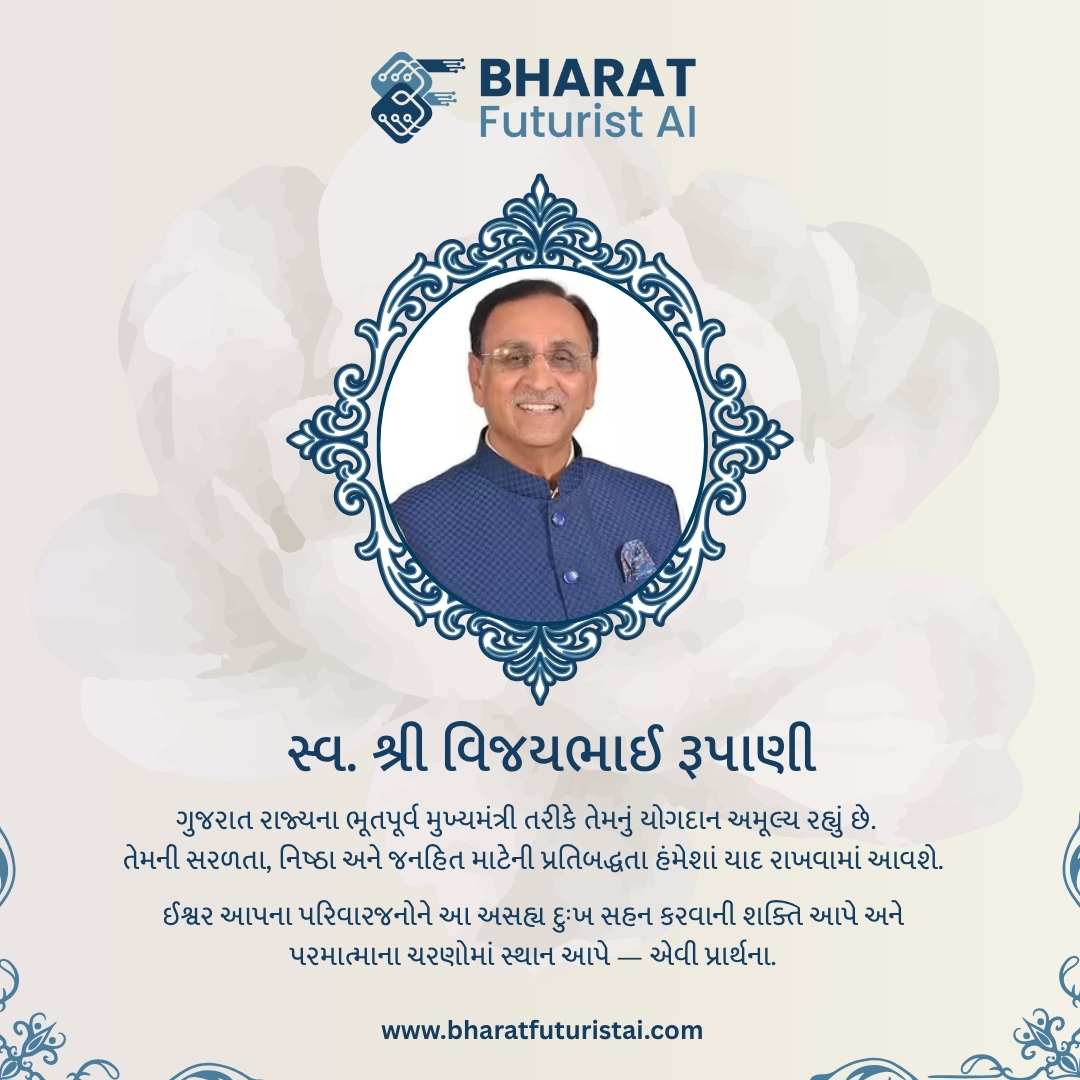 BHARAT
Futurist AI
સ્વ. શ્રી વિજયભાઈ રૂપાણી
ગુજરાત રાજ્યના ભૂતપૂર્વ મુખ્યમંત્રી તરીકે તેમનું યોગદાન અમૂલ્ય રહ્યું છે.
તેમની સરળતા, નિષ્ઠા અને જનહિત માટેની પ્રતિબદ્ધતા હંમેશાં યાદ રાખવામાં આવશે.
ઈશ્વર આપના પરિવારજનોને આ અસહ્ય દુઃખ સહન કરવાની શક્તિ આપે અને
પરમાત્માના ચરણોમાં સ્થાન આપે — એવી પ્રાર્થના.
www.bharatfuturistai.com